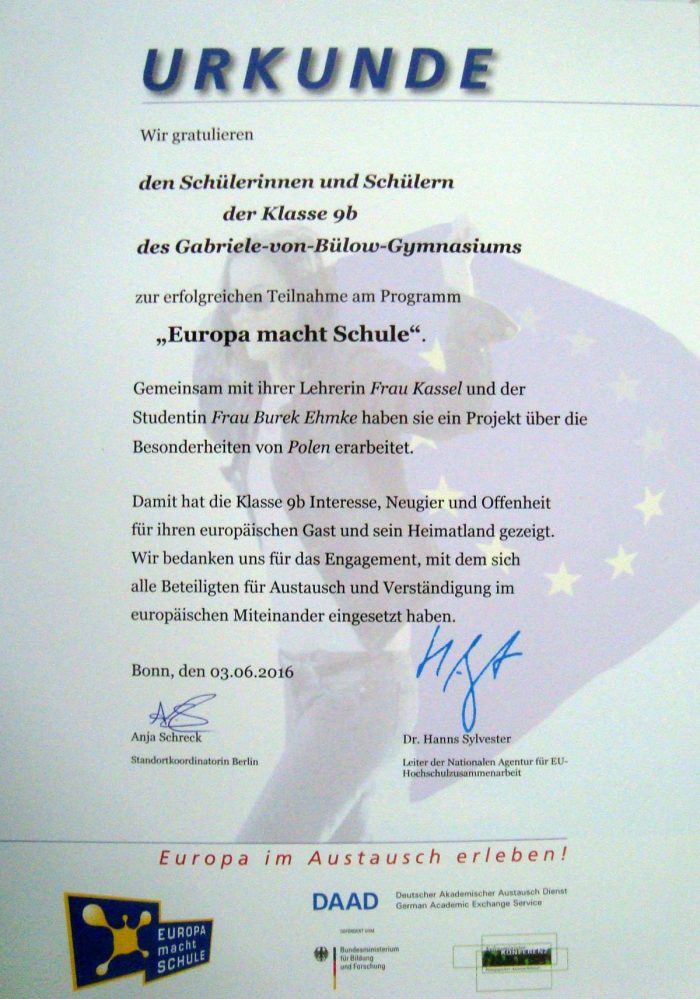 URKUNDE
Wir gratulieren
den Schülerinnen und Schülern
der Klasse 9b
des Gabriele-von-Bülow-Gymnasiums
zur erfolgreichen Teilnahme am Programm
„Europa macht Schule“.
Gemeinsam mit ihrer Lehrerin Frau Kassel und der
Studentin Frau Burek Ehmke haben sie ein Projekt über die
Besonderheiten von Polen erarbeitet.
Damit hat die Klasse 9b Interesse, Neugier und Offenheit
für ihren europäischen Gast und sein Heimatland gezeigt.
Wir bedanken uns für das Engagement, mit dem sich
alle Beteiligten für Austausch und Verständigung im
europäischen Miteinander eingesetzt haben.
Bonn, den 03.06.2016
Anja Schreck
Standortkoordinatorin Berlin
Dr. Hanns Sylvester
Leiter der Nationalen Agentur für EU-
Hochschulzusammenarbeit
Europa im Austausch erleben!
EUROPA
macht
SCHULE
DAAD
Deutscher Akademischer Austausch Dienst
German Academic Exchange Service
GEFÖRDERT VOM
Bundesministerium
für Bildung
und Forschung
KONFERENZ